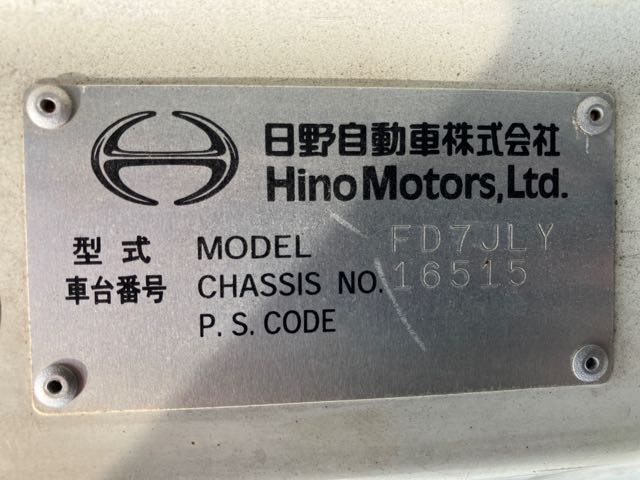 日野自動車株式会社
Hino Motors, Ltd.
型式 MODEL FD7JLY
車台番号 CHASSIS NO. 16515
P. S. CODE